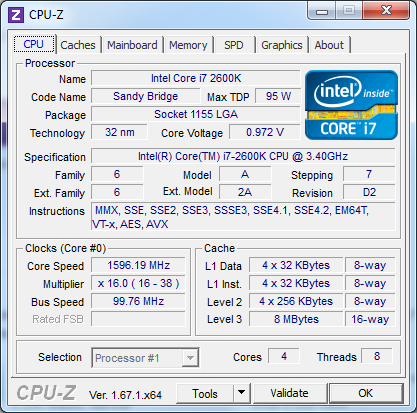 CPU-Z
CPU Caches Mainboard Memory SPD Graphics About
Processor
Name Intel Core i7 2600K
Code Name Sandy Bridge Max TDP 95 W
Package Socket 1155 LGA
Technology 32 nm Core Voltage 0.972 V
intel inside™
CORE™ i7
Specification Intel(R) Core(TM) i7-2600K CPU @ 3.40GHz
Family 6 Model A Stepping 7
Ext. Family 6 Ext. Model 2A Revision D2
Instructions MMX, SSE, SSE2, SSE3, SSSE3, SSE4.1, SSE4.2, EM64T,
VT-x, AES, AVX
Clocks (Core #0)
Core Speed 1596.19 MHz
Multiplier x 16.0 ( 16 - 38 )
Bus Speed 99.76 MHz
Rated FSB
Cache
L1 Data 4 x 32 KBytes 8-way
L1 Inst. 4 x 32 KBytes 8-way
Level 2 4 x 256 KBytes 8-way
Level 3 8 MBytes 16-way
Selection Processor #1 Cores 4 Threads 8
CPU-Z Ver. 1.67.1.x64 Tools Validate OK